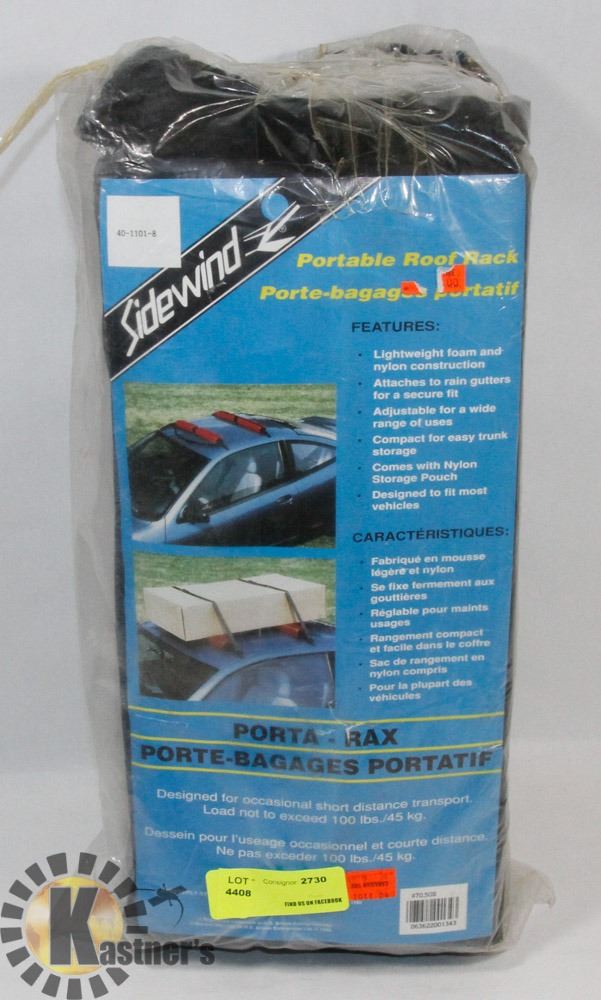 40-1101-8
Sidewind
®
Portable Roof Rack
Porte-bagages portatif
FEATURES:
• Lightweight foam and
nylon construction
• Attaches to rain gutters
for a secure fit
• Adjustable for a wide
range of uses
• Compact for easy trunk
storage
• Comes with Nylon
Storage Pouch
• Designed to fit most
vehicles
CARACTÉRISTIQUES:
• Fabriqué en mousse
légère et nylon
• Se fixe fermement aux
gouttières
• Réglable pour maints
usages
• Rangement compact
et facile dans le coffre
• Sac de rangement en
nylon compris
• Pour la plupart des
véhicules
PORTA - RAX
PORTE-BAGAGES PORTATIF
Designed for occasional short distance transport.
Load not to exceed 100 lbs./45 kg.
Dessein pour l'useage occasionnel et courte distance.
Ne pas exceder 100 lbs./45 kg.
LOT Consignor 2730
4408
FIND US ON FACEBOOK
#70,508
063622001343
Kastner's